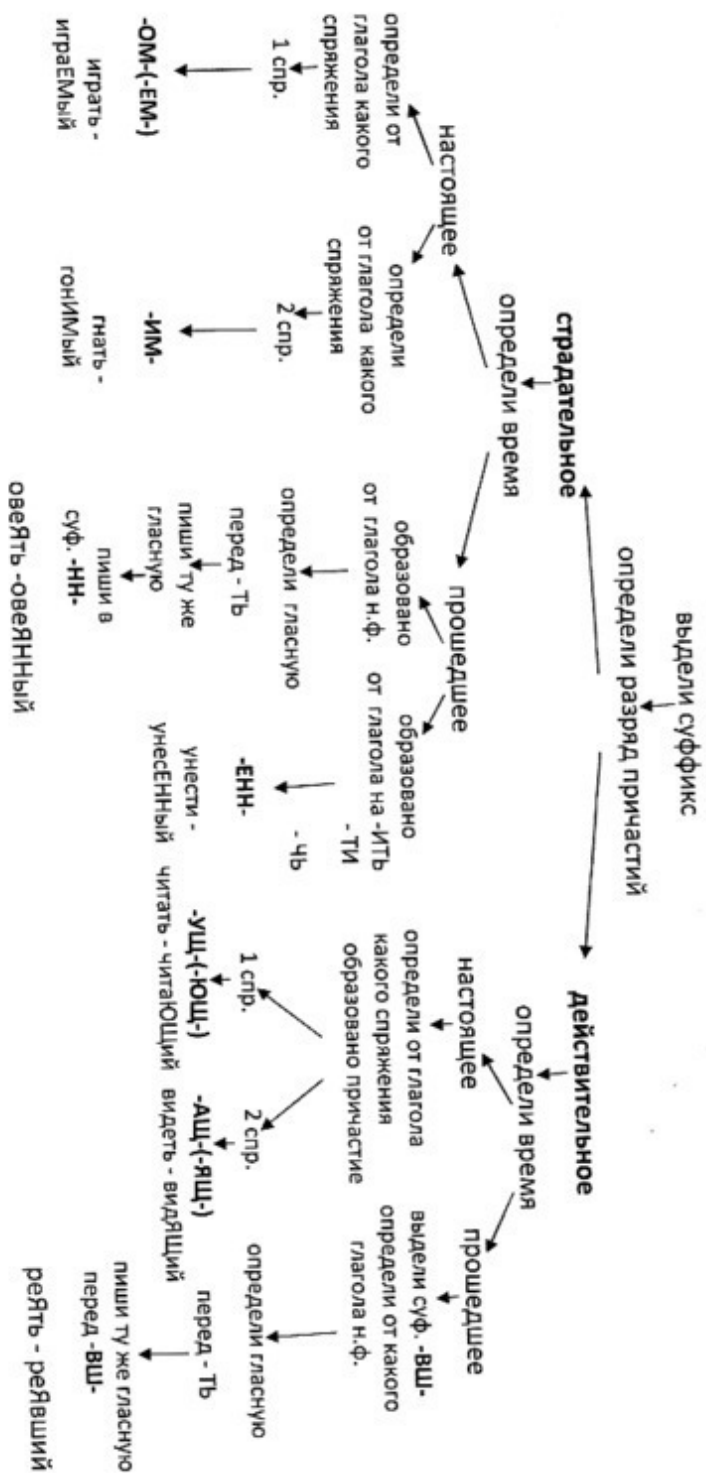 выдели суффикс
определи разряд причастий
страдательное
определи время
настоящее
определи от
глагола какого
спряжения
1 спр.
-ОМ-(-ЕМ-)
играть -
играЕМый
определи
от глагола какого
спряжения
2 спр.
-ИМ-
гнать -
гонИМый
прошедшее
образовано
от глагола н.ф.
определи гласную
перед - ТЬ
пиши ту же
гласную
пиши в
суф. -НН-
овеЯть -овеЯННый
образовано
от глагола на -ИТЬ
- ТИ
- ЧЬ
-ЕНН-
унести -
унесЕННый
действительное
определи время
настоящее
определи от глагола
какого спряжения
образовано причастие
1 спр.
-УЩ-(-ЮЩ-)
читать - читаЮЩий
2 спр.
-АЩ-(-ЯЩ-)
видеть - видЯЩий
прошедшее
выдели суф. -ВШ-
определи от какого
глагола н.ф.
определи гласную
перед - ТЬ
пиши ту же гласную
перед -ВШ-
реЯть - реЯвший